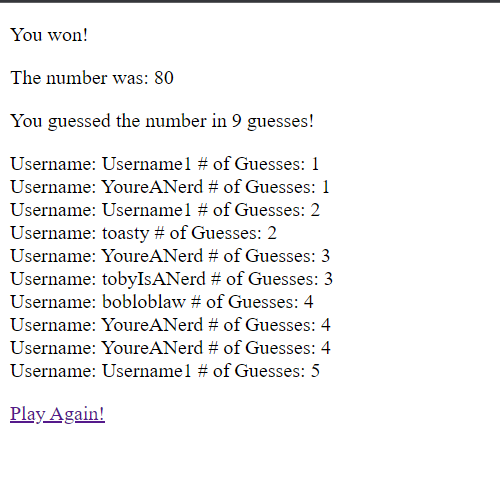 You won!
The number was: 80
You guessed the number in 9 guesses!
Username: Username1 # of Guesses: 1
Username: YoureANerd # of Guesses: 1
Username: Username1 # of Guesses: 2
Username: toasty # of Guesses: 2
Username: YoureANerd # of Guesses: 3
Username: tobyIsANerd # of Guesses: 3
Username: bobloblaw # of Guesses: 4
Username: YoureANerd # of Guesses: 4
Username: YoureANerd # of Guesses: 4
Username: Username1 # of Guesses: 5
Play Again!